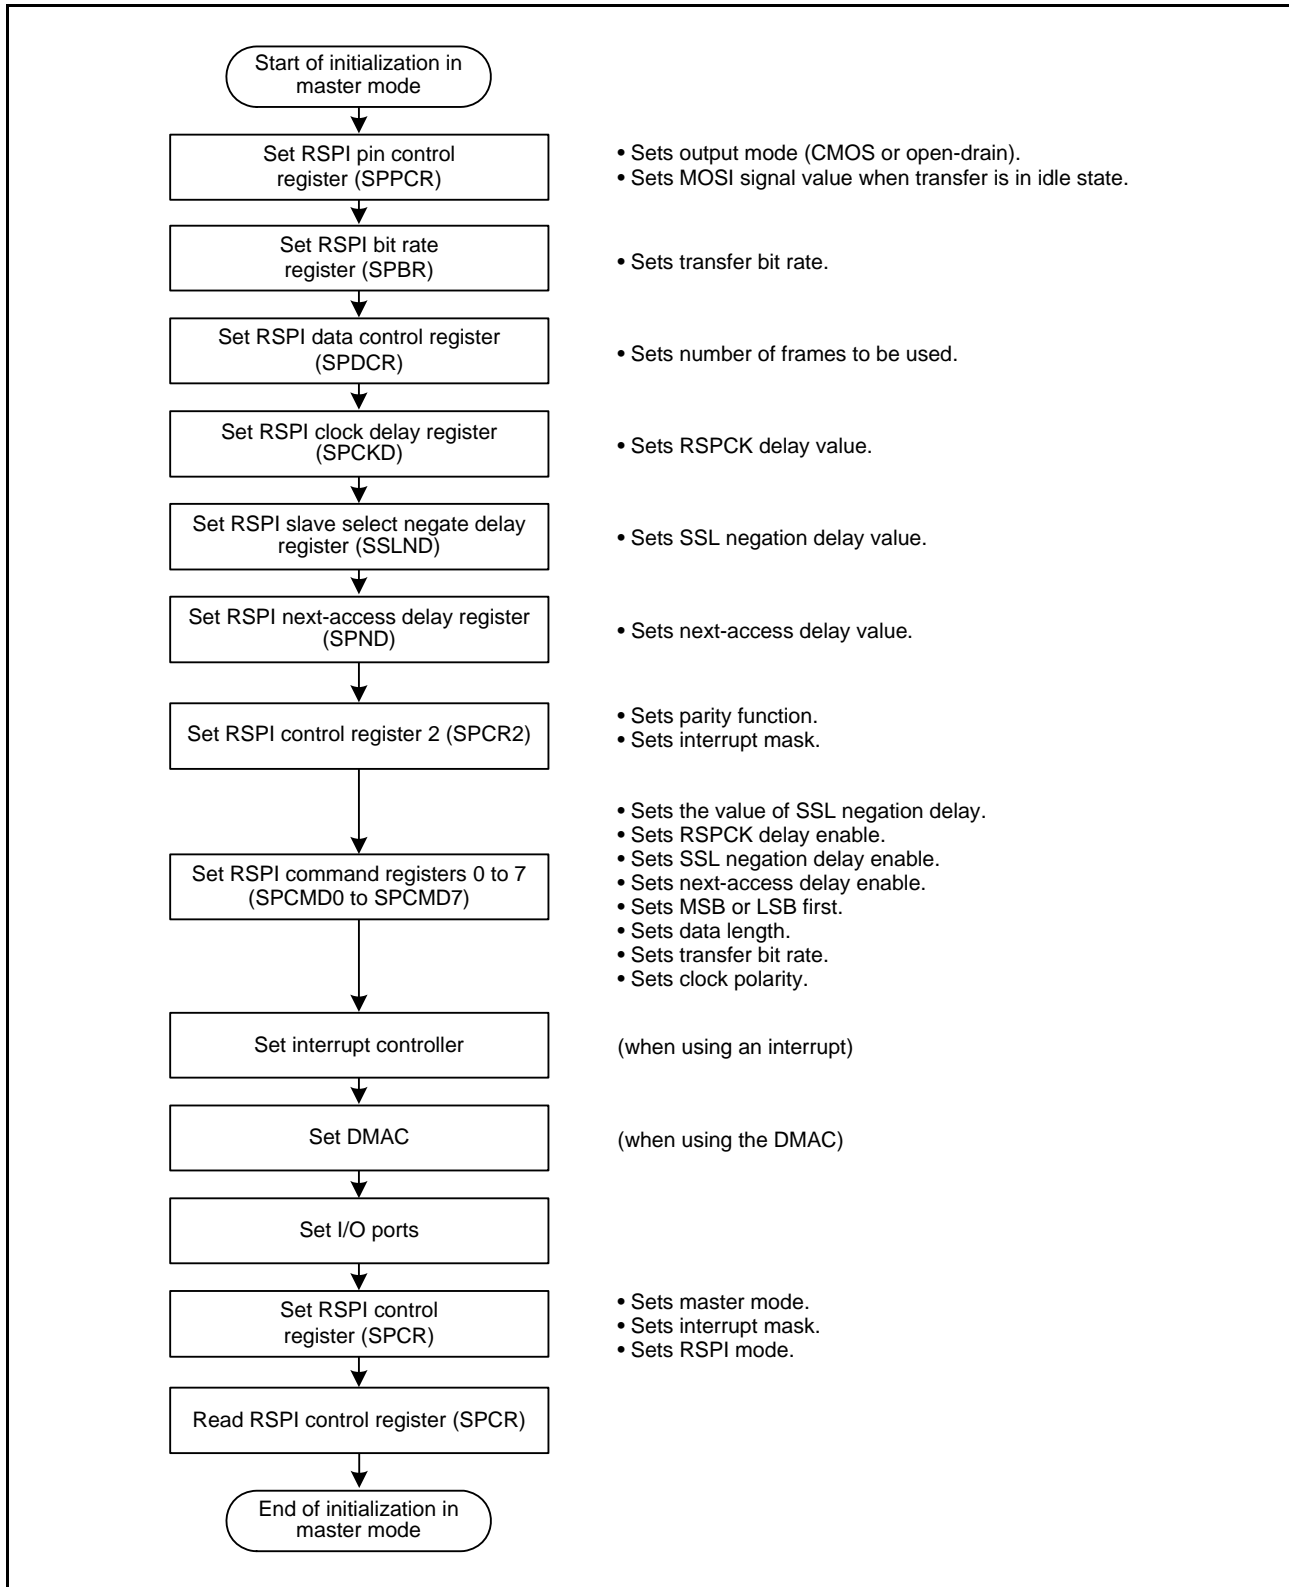 Start of initialization in
master mode
Set RSPI pin control
register (SPPCR)
• Sets output mode (CMOS or open-drain).
• Sets MOSI signal value when transfer is in idle state.
Set RSPI bit rate
register (SPBR)
• Sets transfer bit rate.
Set RSPI data control register
(SPDCR)
• Sets number of frames to be used.
Set RSPI clock delay register
(SPCKD)
• Sets RSPCK delay value.
Set RSPI slave select negate delay
register (SSLND)
• Sets SSL negation delay value.
Set RSPI next-access delay register
(SPND)
• Sets next-access delay value.
Set RSPI control register 2 (SPCR2)
• Sets parity function.
• Sets interrupt mask.
Set RSPI command registers 0 to 7
(SPCMD0 to SPCMD7)
• Sets the value of SSL negation delay.
• Sets RSPCK delay enable.
• Sets SSL negation delay enable.
• Sets next-access delay enable.
• Sets MSB or LSB first.
• Sets data length.
• Sets transfer bit rate.
• Sets clock polarity.
Set interrupt controller
(when using an interrupt)
Set DMAC
(when using the DMAC)
Set I/O ports
Set RSPI control
register (SPCR)
• Sets master mode.
• Sets interrupt mask.
• Sets RSPI mode.
Read RSPI control register (SPCR)
End of initialization in
master mode